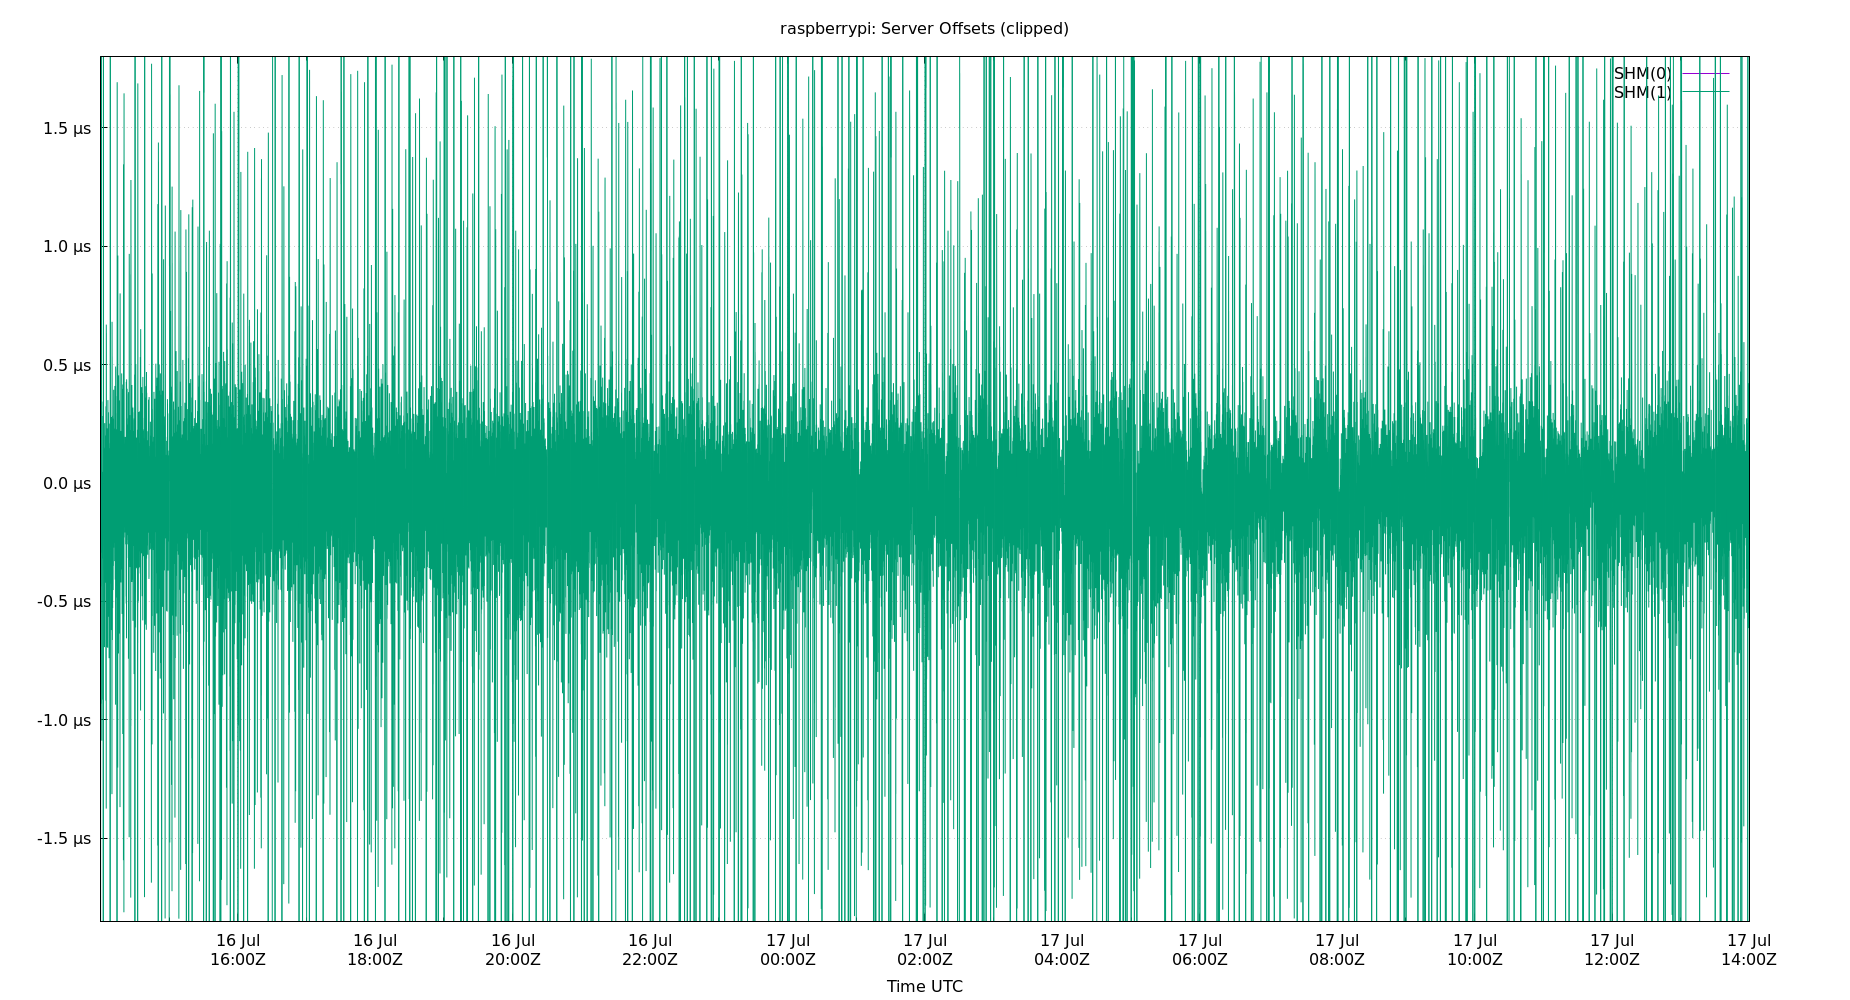 raspberrypi: Server Offsets (clipped)
SHM(0)
SHM(1)
1.5 µs
1.0 µs
0.5 µs
0.0 µs
-0.5 µs
-1.0 µs
-1.5 µs
16 Jul 16 Jul 16 Jul 16 Jul 17 Jul 17 Jul 17 Jul 17 Jul 17 Jul 17 Jul 17 Jul 17 Jul
16:00Z 18:00Z 20:00Z 22:00Z 00:00Z 02:00Z 04:00Z 06:00Z 08:00Z 10:00Z 12:00Z 14:00Z
Time UTC